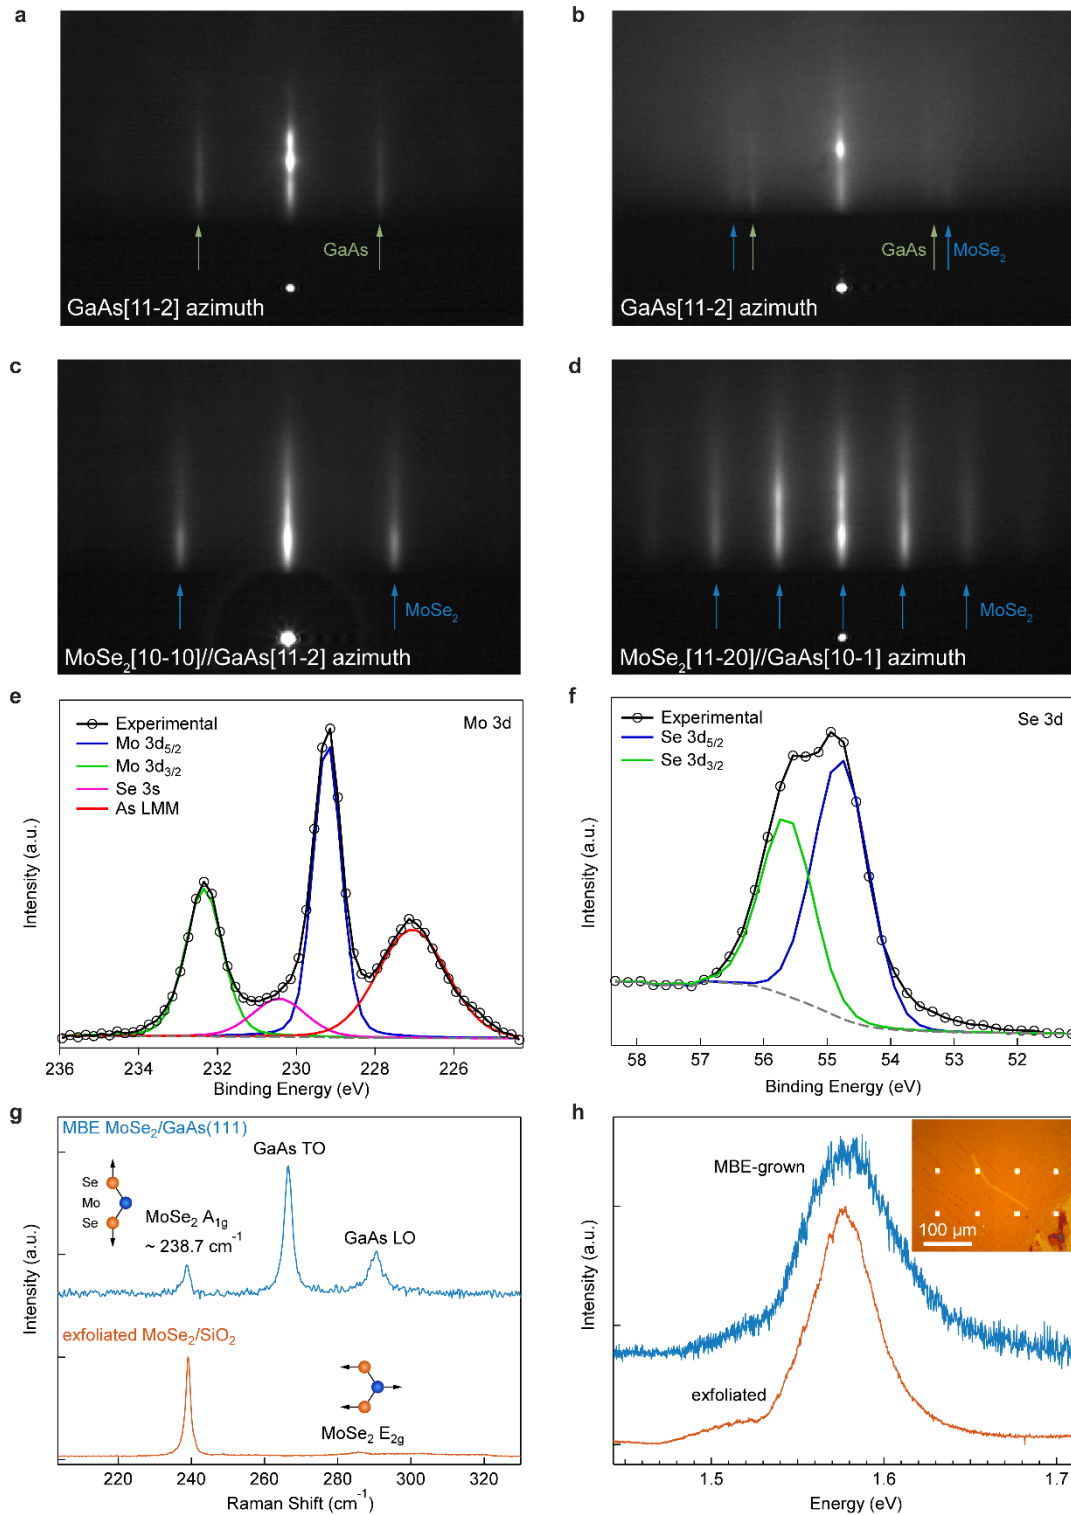 a
GaAs
GaAs[11-2] azimuth
b
GaAs
MoSe₂
GaAs[11-2] azimuth
c
MoSe₂
MoSe₂[10-10]//GaAs[11-2] azimuth
d
MoSe₂
MoSe₂[11-20]//GaAs[10-1] azimuth
e
Experimental
Mo 3d₅/₂
Mo 3d₃/₂
Se 3s
As LMM
Mo 3d
Intensity (a.u.)
236 234 232 230 228 226
Binding Energy (eV)
f
Experimental
Se 3d₅/₂
Se 3d₃/₂
Se 3d
Intensity (a.u.)
58 57 56 55 54 53 52
Binding Energy (eV)
g
MBE MoSe₂/GaAs(111)
GaAs TO
Se
Mo
Se
MoSe₂ A₁g
~ 238.7 cm⁻¹
GaAs LO
exfoliated MoSe₂/SiO₂
MoSe₂ E₂g
Intensity (a.u.)
220 240 260 280 300 320
Raman Shift (cm⁻¹)
h
MBE-grown
100 µm
exfoliated
Intensity (a.u.)
1.5 1.6 1.7
Energy (eV)